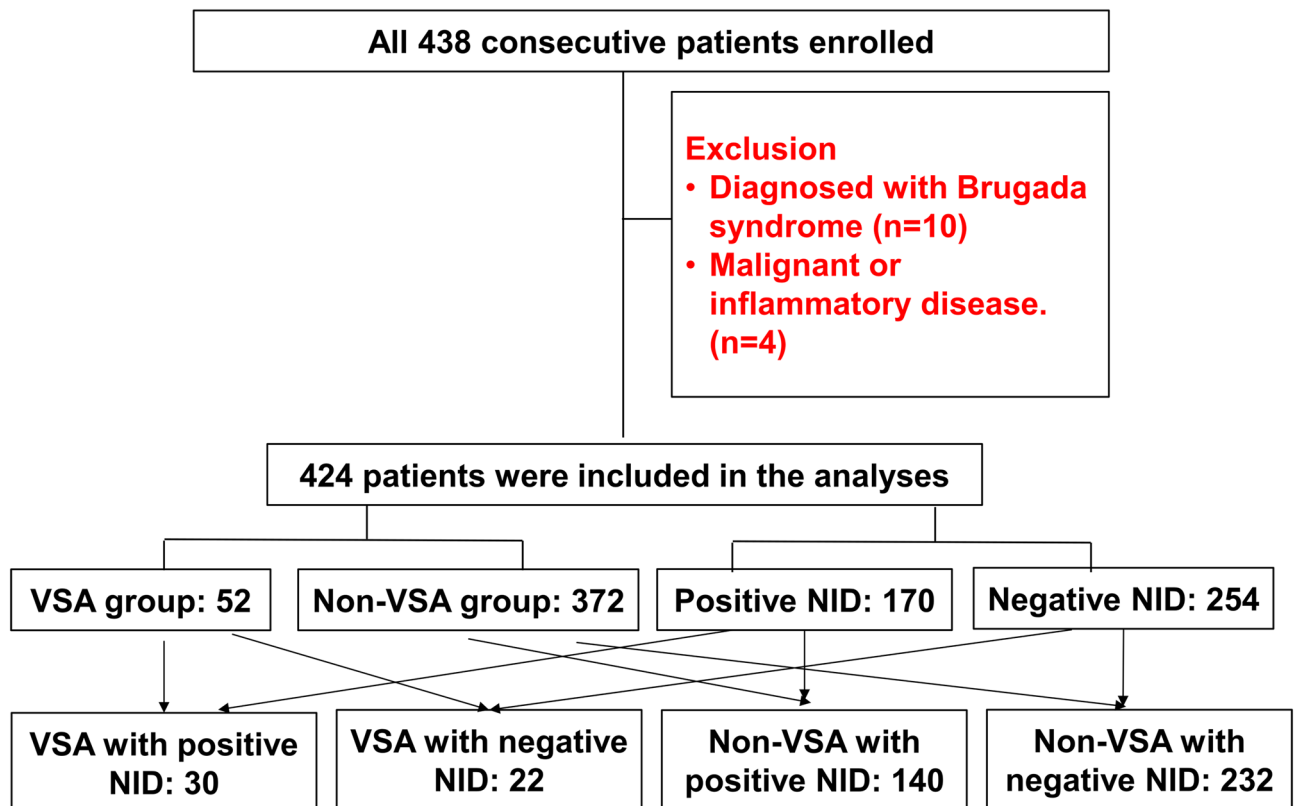 All 438 consecutive patients enrolled
Exclusion
• Diagnosed with Brugada
syndrome (n=10)
• Malignant or
inflammatory disease.
(n=4)
424 patients were included in the analyses
VSA group: 52
Non-VSA group: 372
Positive NID: 170
Negative NID: 254
VSA with positive
NID: 30
VSA with negative
NID: 22
Non-VSA with
positive NID: 140
Non-VSA with
negative NID: 232